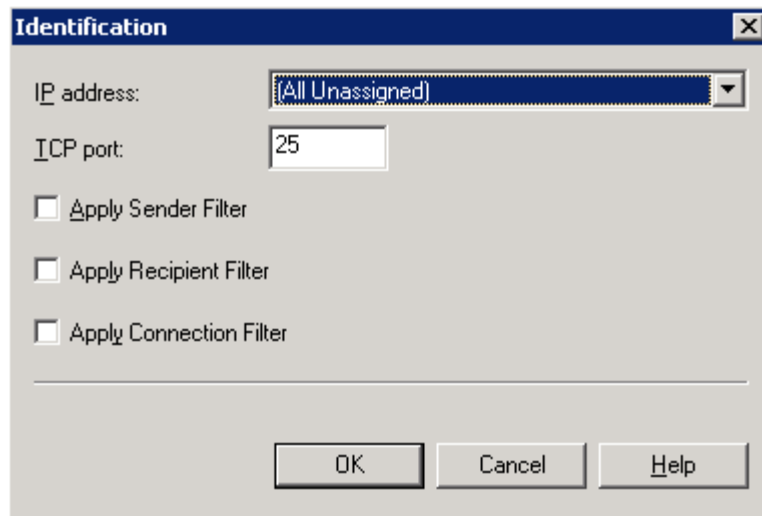 Identification
IP address: (All Unassigned)
TCP port: 25
Apply Sender Filter
Apply Recipient Filter
Apply Connection Filter
OK Cancel Help